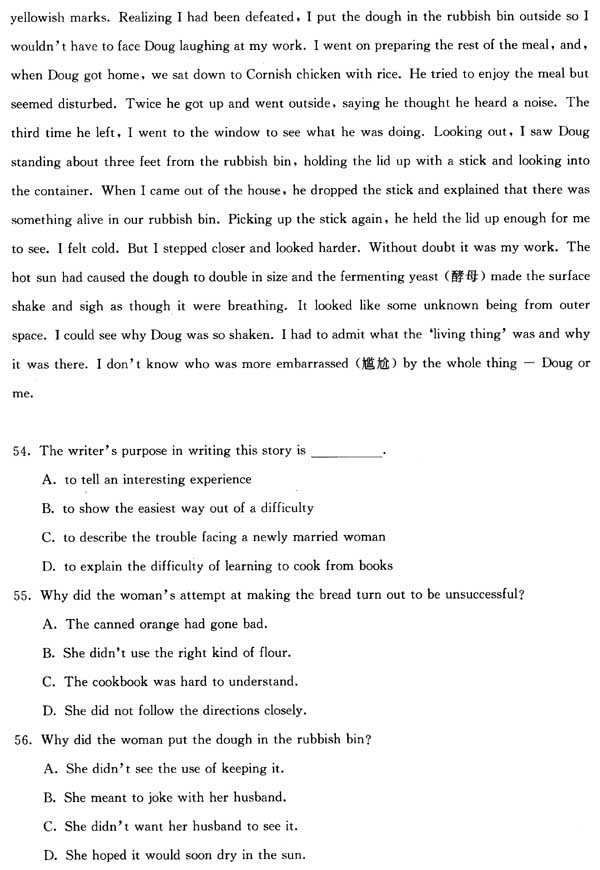 yellowish marks. Realizing I had been defeated, I put the dough in the rubbish bin outside so I
wouldn't have to face Doug laughing at my work. I went on preparing the rest of the meal, and,
when Doug got home, we sat down to Cornish chicken with rice. He tried to enjoy the meal but
seemed disturbed. Twice he got up and went outside, saying he thought he heard a noise. The
third time he left, I went to the window to see what he was doing. Looking out, I saw Doug
standing about three feet from the rubbish bin, holding the lid up with a stick and looking into
the container. When I came out of the house, he dropped the stick and explained that there was
something alive in our rubbish bin. Picking up the stick again, he held the lid up enough for me
to see. I felt cold. But I stepped closer and looked harder. Without doubt it was my work. The
hot sun had caused the dough to double in size and the fermenting yeast (酵母) made the surface
shake and sigh as though it were breathing. It looked like some unknown being from outer
space. I could see why Doug was so shaken. I had to admit what the 'living thing' was and why
it was there. I don't know who was more embarrassed (尴尬) by the whole thing — Doug or
me.
54. The writer's purpose in writing this story is __________.
A. to tell an interesting experience
B. to show the easiest way out of a difficulty
C. to describe the trouble facing a newly married woman
D. to explain the difficulty of learning to cook from books
55. Why did the woman's attempt at making the bread turn out to be unsuccessful?
A. The canned orange had gone bad.
B. She didn't use the right kind of flour.
C. The cookbook was hard to understand.
D. She did not follow the directions closely.
56. Why did the woman put the dough in the rubbish bin?
A. She didn't see the use of keeping it.
B. She meant to joke with her husband.
C. She didn't want her husband to see it.
D. She hoped it would soon dry in the sun.